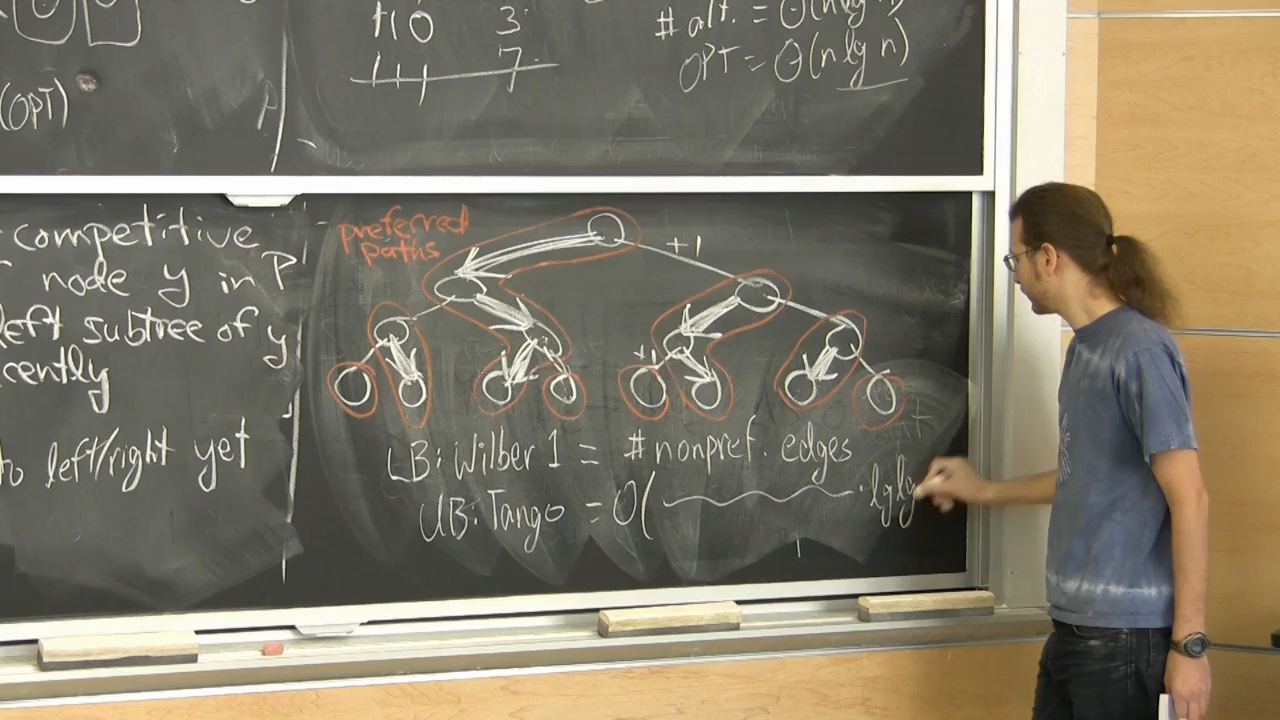 (OPT)
110 3
111 7
# alt. = Θ(n lg n)
OPT = Θ(n lg n)
competitive
node y in P
left subtree of y
cently
to left/right yet
preferred
paths
+1
+1
LB: Wilber 1 = # nonpref. edges
UB: Tango = O( · lg lg